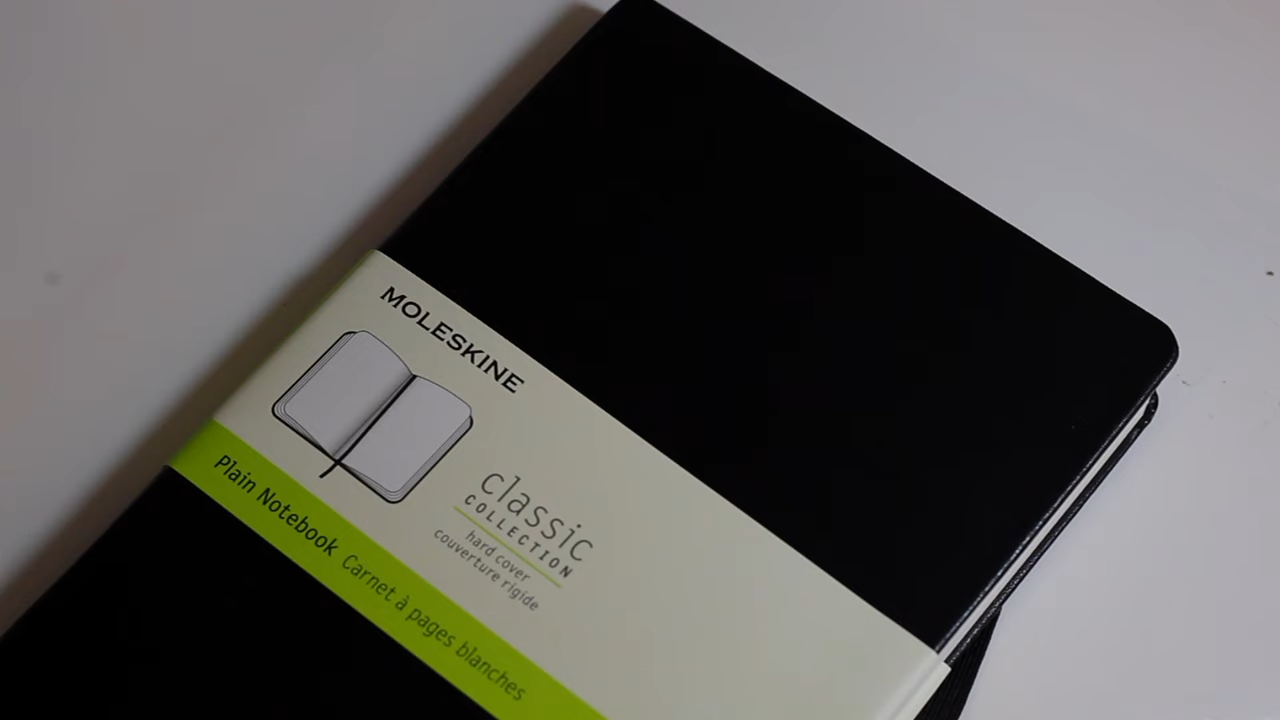 MOLESKINE
classic
COLLECTION
hard cover
couverture rigide
Plain Notebook Carnet à pages blanches